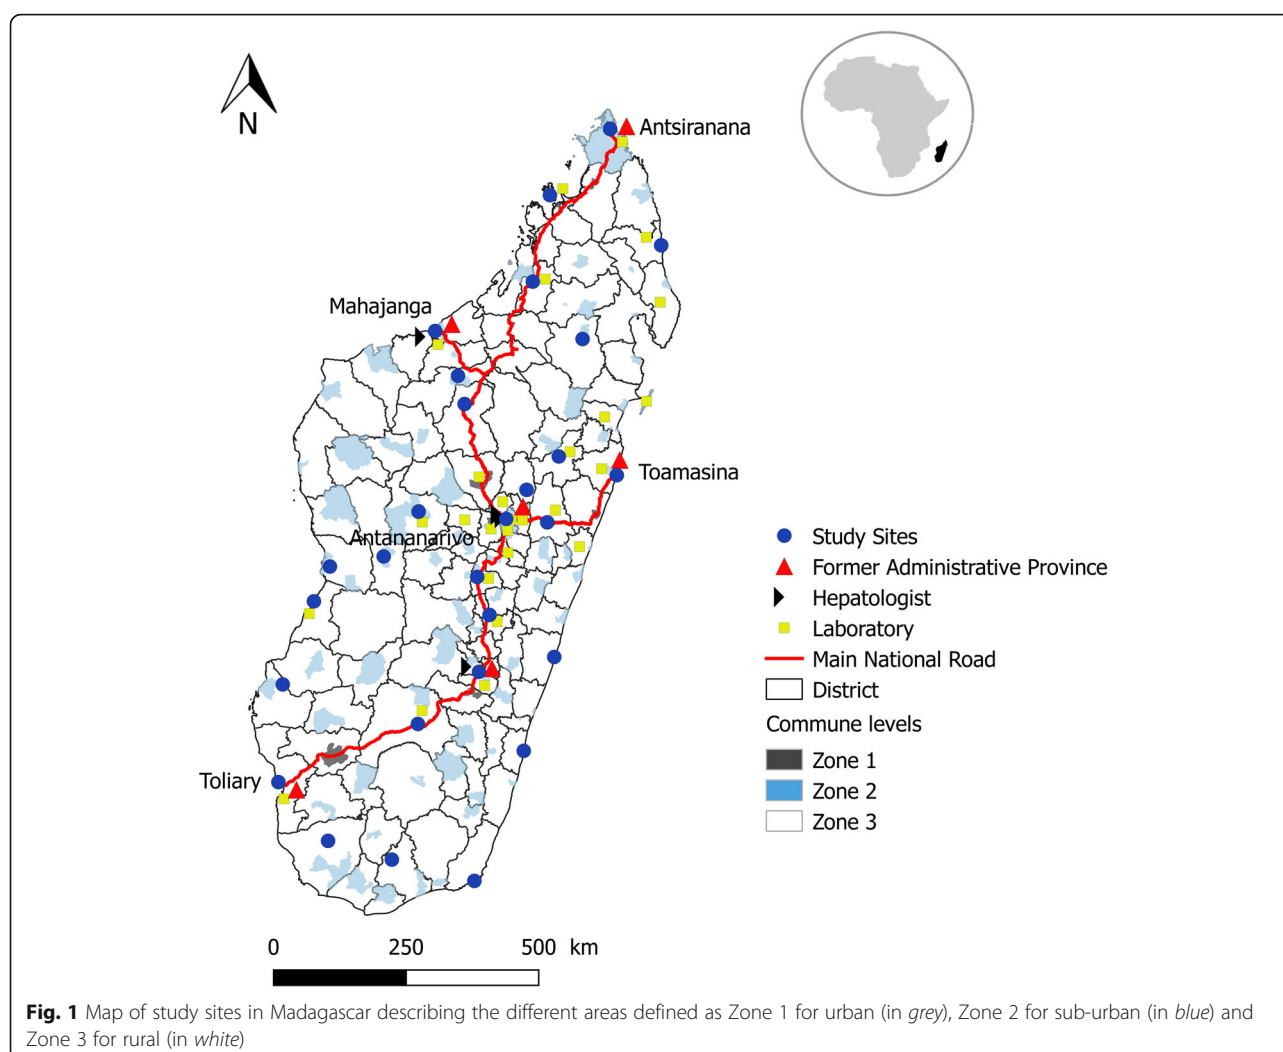 N
Antsiranana
Mahajanga
Toamasina
Antananarivo
Toliary
Study Sites
Former Administrative Province
Hepatologist
Laboratory
Main National Road
District
Commune levels
Zone 1
Zone 2
Zone 3
0 250 500 km
Fig. 1 Map of study sites in Madagascar describing the different areas defined as Zone 1 for urban (in grey), Zone 2 for sub-urban (in blue) and
Zone 3 for rural (in white)